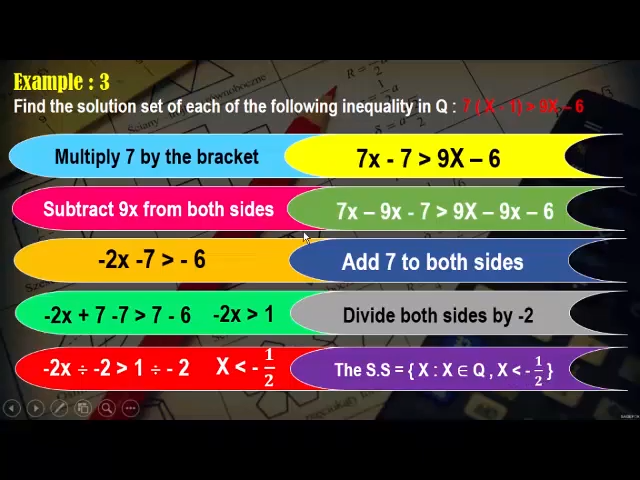 Example : 3
Find the solution set of each of the following inequality in Q : 7 ( X - 1) > 9X – 6
Multiply 7 by the bracket
7x - 7 > 9X – 6
Subtract 9x from both sides
7x – 9x - 7 > 9X – 9x – 6
-2x -7 > - 6
Add 7 to both sides
-2x + 7 -7 > 7 - 6 -2x > 1
Divide both sides by -2
-2x ÷ -2 > 1 ÷ - 2 X < - 1/2
The S.S = { X : X ∈ Q , X < - 1/2 }